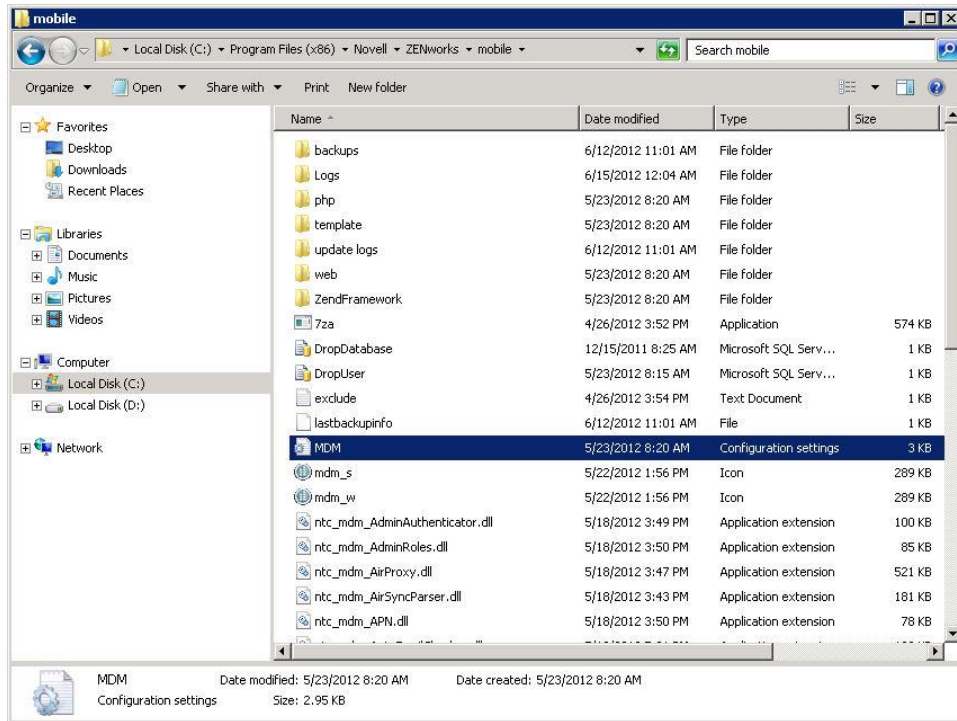 mobile
Local Disk (C:) Program Files (x86) Novell ZENworks mobile Search mobile
Organize Open Share with Print New folder
Name Date modified Type Size
Favorites
Desktop
Downloads
Recent Places
Libraries
Documents
Music
Pictures
Videos
Computer
Local Disk (C:)
Local Disk (D:)
Network
backups 6/12/2012 11:01 AM File folder
Logs 6/15/2012 12:04 AM File folder
php 5/23/2012 8:20 AM File folder
template 5/23/2012 8:20 AM File folder
update logs 6/12/2012 11:01 AM File folder
web 5/23/2012 8:20 AM File folder
ZendFramework 5/23/2012 8:20 AM File folder
7za 4/26/2012 3:52 PM Application 574 KB
DropDatabase 12/15/2011 8:25 AM Microsoft SQL Serv... 1 KB
DropUser 5/23/2012 8:15 AM Microsoft SQL Serv... 1 KB
exclude 4/26/2012 3:54 PM Text Document 1 KB
lastbackupinfo 6/12/2012 11:01 AM File 1 KB
MDM 5/23/2012 8:20 AM Configuration settings 3 KB
mdm_s 5/22/2012 1:56 PM Icon 289 KB
mdm_w 5/22/2012 1:56 PM Icon 289 KB
ntc_mdm_AdminAuthenticator.dll 5/18/2012 3:49 PM Application extension 100 KB
ntc_mdm_AdminRoles.dll 5/18/2012 3:50 PM Application extension 85 KB
ntc_mdm_AirProxy.dll 5/18/2012 3:47 PM Application extension 521 KB
ntc_mdm_AirSyncParser.dll 5/18/2012 3:43 PM Application extension 181 KB
ntc_mdm_APN.dll 5/18/2012 3:50 PM Application extension 78 KB
MDM Date modified: 5/23/2012 8:20 AM Date created: 5/23/2012 8:20 AM
Configuration settings Size: 2.95 KB